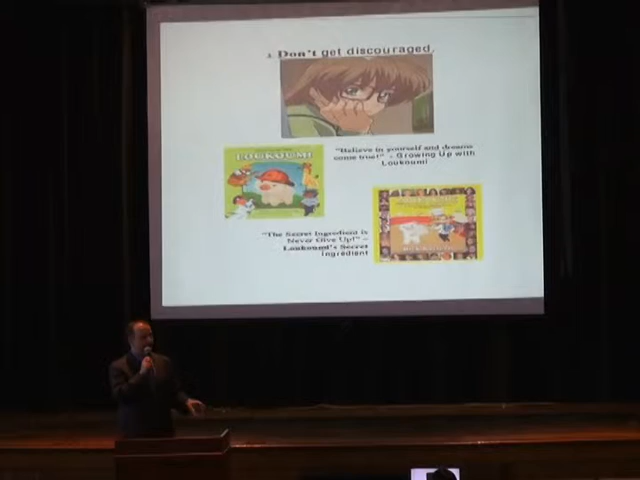 Don't get discouraged.
LOUKOUMI
"Believe in yourself and dreams
come true!" - Growing Up with
Loukoumi
"The Secret Ingredient is
Never Give Up!" -
Loukoumi's Secret
Ingredient